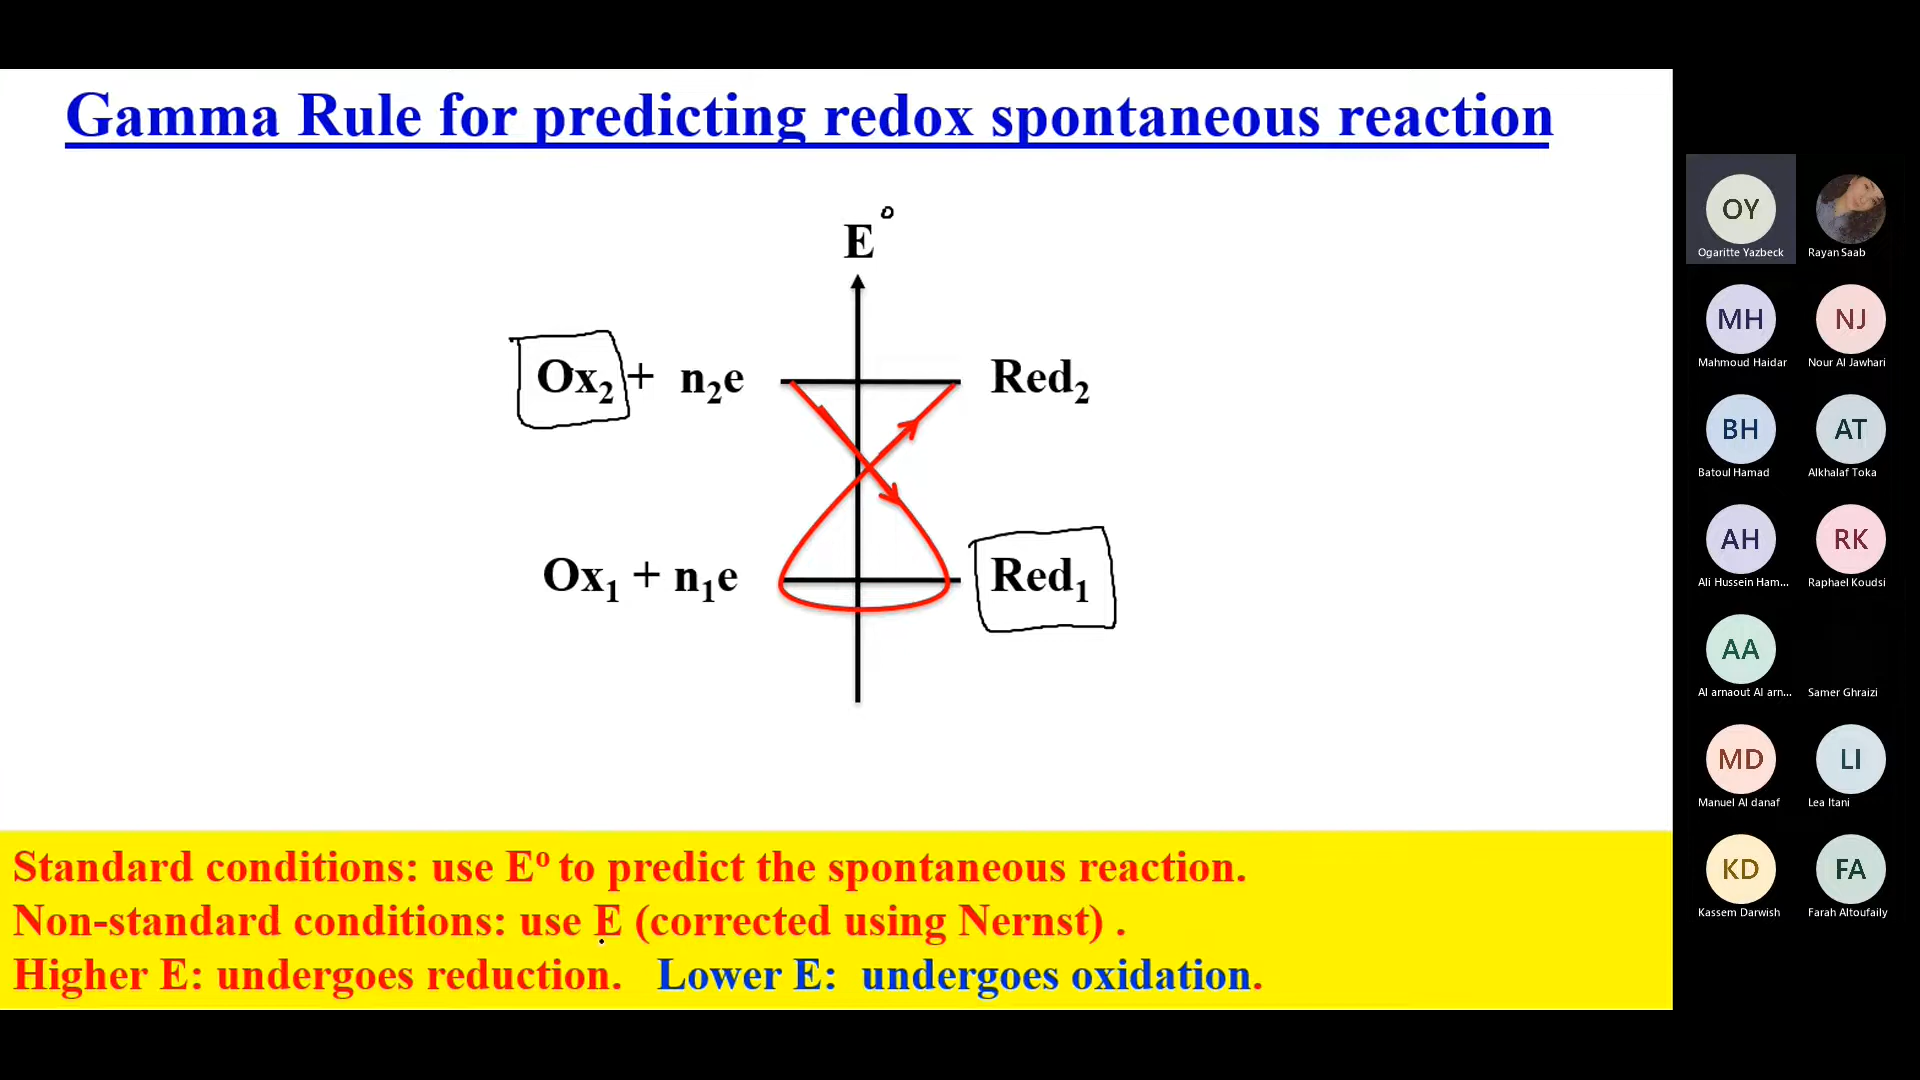 Gamma Rule for predicting redox spontaneous reaction
E°
Ox₂ + n₂e Red₂
Ox₁ + n₁e Red₁
Standard conditions: use Eº to predict the spontaneous reaction.
Non-standard conditions: use E (corrected using Nernst) .
Higher E: undergoes reduction. Lower E: undergoes oxidation.
OY
Ogaritte Yazbeck Rayan Saab
MH NJ
Mahmoud Haidar Nour Al Jawhari
BH AT
Batoul Hamad Alkhalaf Toka
AH RK
Ali Hussein Ham... Raphael Koudsi
AA
Al arnaout Al arn... Samer Ghraizi
MD LI
Manuel Al danaf Lea Itani
KD FA
Kassem Darwish Farah Altoufaily